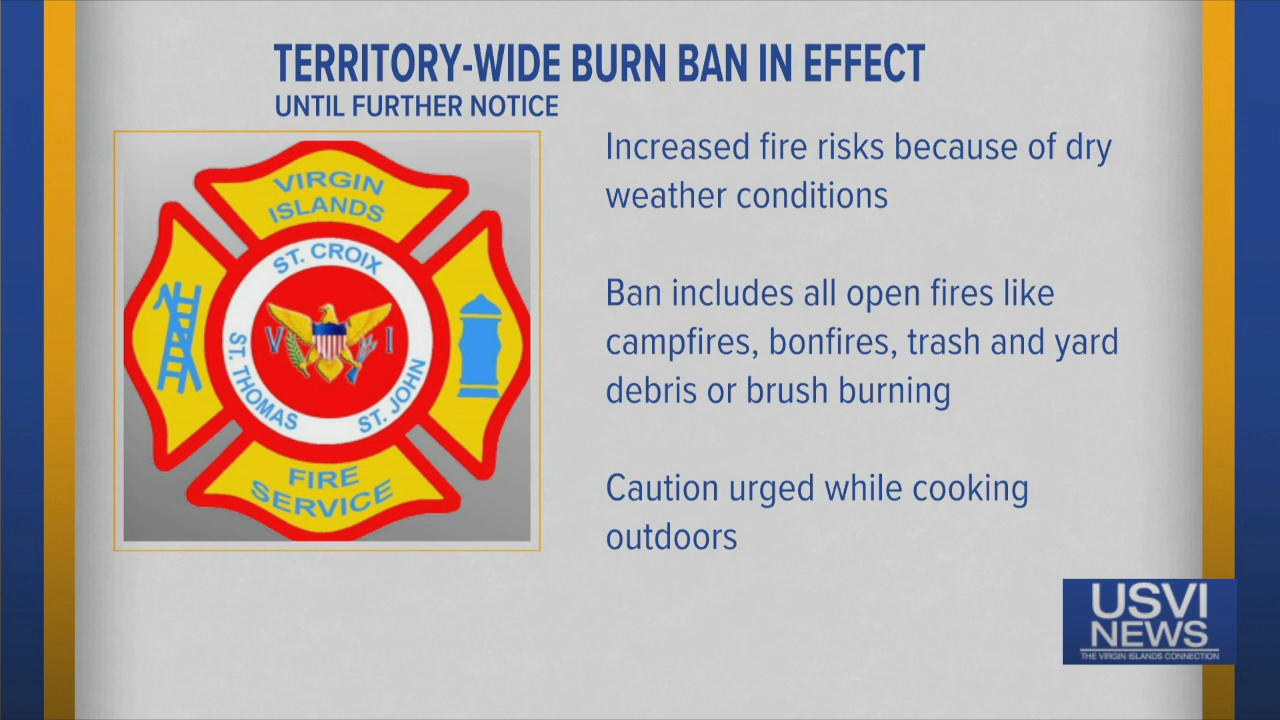 TERRITORY-WIDE BURN BAN IN EFFECT
UNTIL FURTHER NOTICE
VIRGIN
ISLANDS
ST. CROIX
V I
ST. THOMAS
ST. JOHN
FIRE
SERVICE
Increased fire risks because of dry
weather conditions
Ban includes all open fires like
campfires, bonfires, trash and yard
debris or brush burning
Caution urged while cooking
outdoors
USVI
NEWS
THE VIRGIN ISLANDS CONNECTION